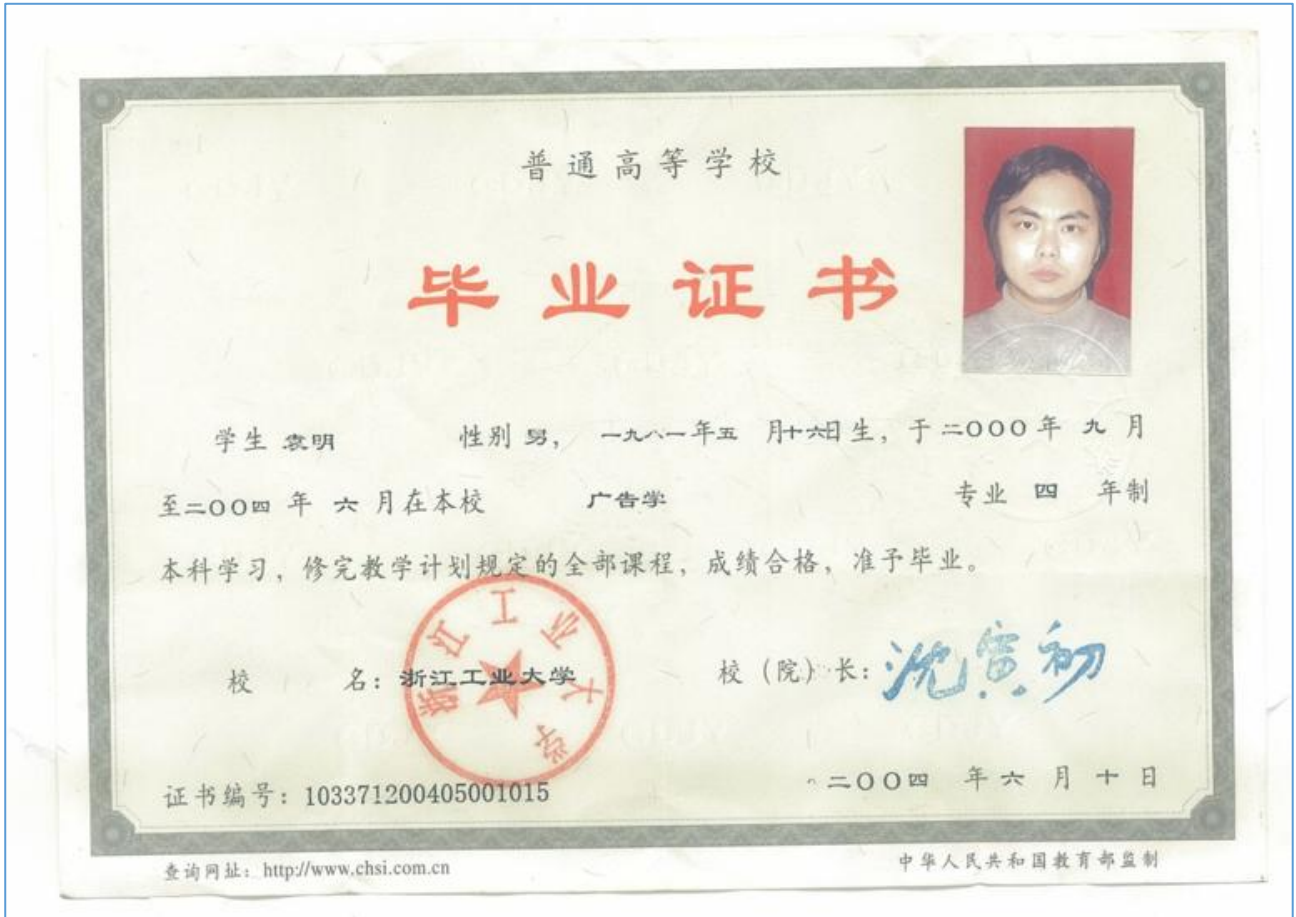 普通高等学校
毕业证书
学生 袁明 性别 男， 一九八一年五 月十六日生，于二000年 九 月
至二00四 年 六 月在本校 广告学 专业 四 年制
本科学习，修完教学计划规定的全部课程，成绩合格，准予毕业。
浙江工业大学
校 名：浙江工业大学 校（院）长：沈寅初
证书编号：103371200405001015 二00四 年 六 月 十 日
查询网址：http://www.chsi.com.cn 中华人民共和国教育部监制